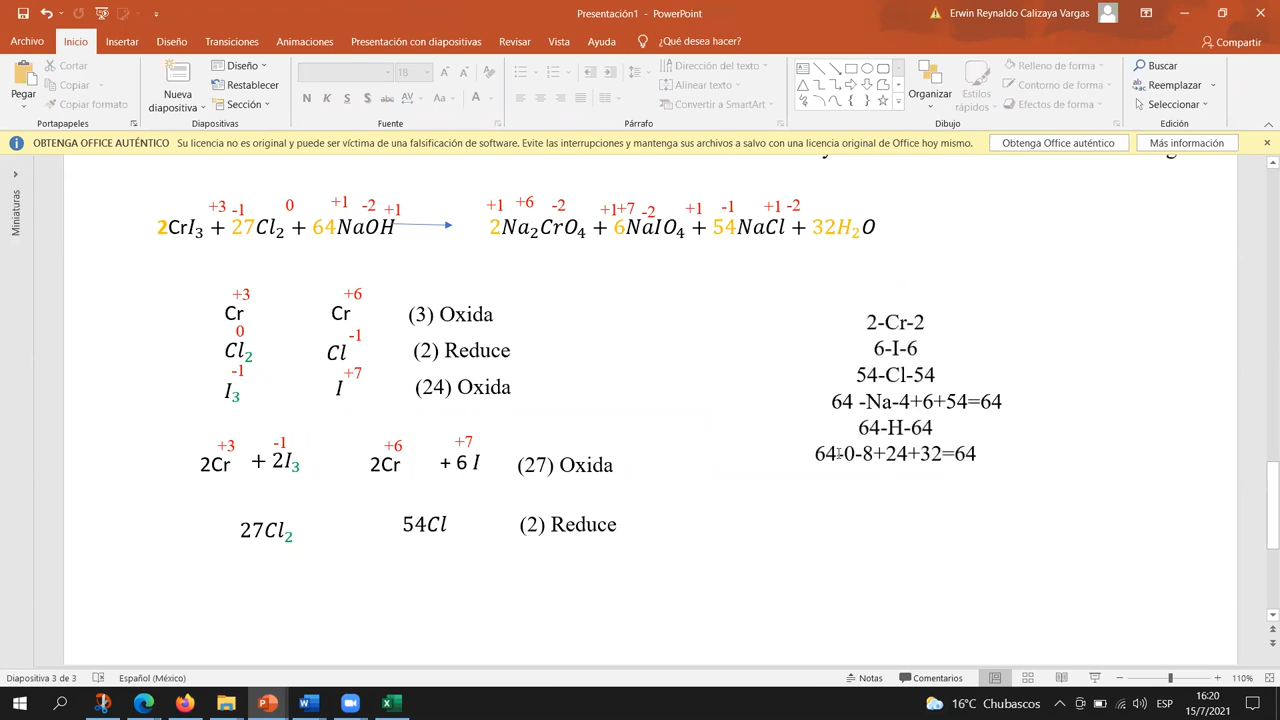 Presentación1 - PowerPoint
Erwin Reynaldo Calizaya Vargas
Archivo Inicio Insertar Diseño Transiciones Animaciones Presentación con diapositivas Revisar Vista Ayuda ¿Qué desea hacer? Compartir
Pegar
Cortar
Copiar
Copiar formato
Portapapeles
Nueva diapositiva
Diseño
Restablecer
Sección
Diapositivas
18
N K S S abc AV Aa A
Fuente
Párrafo
Dirección del texto
Alinear texto
Convertir a SmartArt
Organizar
Estilos rápidos
Relleno de forma
Contorno de forma
Efectos de forma
Dibujo
Buscar
Reemplazar
Seleccionar
Edición
OBTENGA OFFICE AUTÉNTICO Su licencia no es original y puede ser víctima de una falsificación de software. Evite las interrupciones y mantenga sus archivos a salvo con una licencia original de Office hoy mismo. Obtenga Office auténtico Más información
Miniaturas
+3 -1 0 +1 -2 +1 +1 +6 -2 +1 +7 -2 +1 -1 +1 -2
2CrI₃ + 27Cl₂ + 64NaOH 2Na₂CrO₄ + 6NaIO₄ + 54NaCl + 32H₂O
+3 +6
Cr Cr (3) Oxida
0 -1
Cl₂ Cl (2) Reduce
-1 +7
I₃ I (24) Oxida
+3 -1 +6 +7
2Cr + 2I₃ 2Cr + 6 I (27) Oxida
27Cl₂ 54Cl (2) Reduce
2-Cr-2
6-I-6
54-Cl-54
64 -Na-4+6+54=64
64-H-64
64-0-8+24+32=64
Diapositiva 3 de 3 Español (México) Notas Comentarios 110%
16°C Chubascos ESP 16:20
15/7/2021